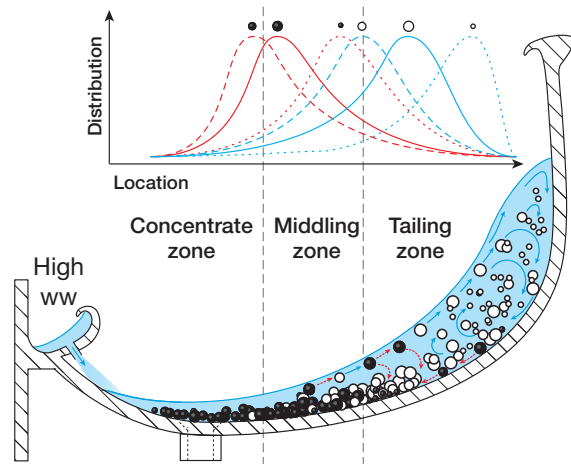 Distribution
Location
Concentrate
zone
Middling
zone
Tailing
zone
High
ww